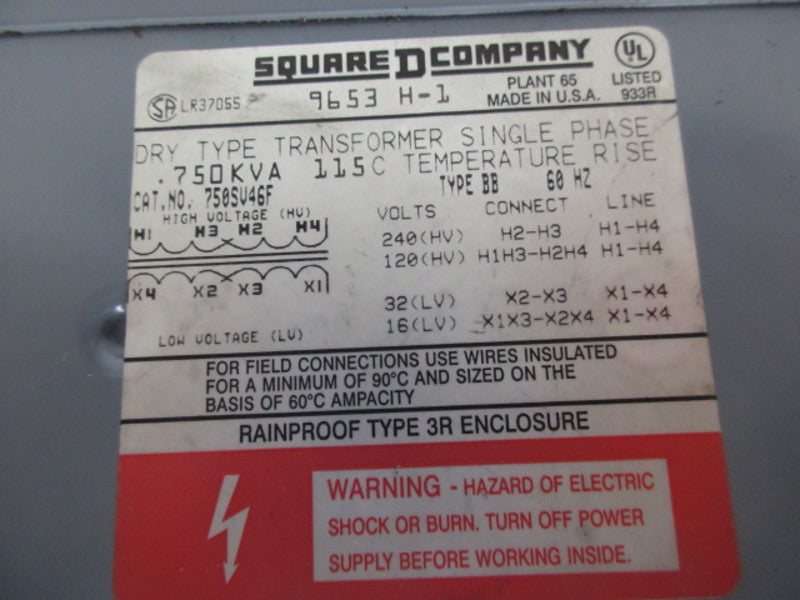 SQUARE D COMPANY
UL
LISTED
933R
SA LR37055
9653 H-1
PLANT 65
MADE IN U.S.A.
DRY TYPE TRANSFORMER SINGLE PHASE
.750KVA 115C TEMPERATURE RISE
CAT.NO. 750SV46F
TYPE BB 60 HZ
HIGH VOLTAGE (HV)
H1 H3 H2 H4
X4 X2 X3 X1
LOW VOLTAGE (LV)
VOLTS CONNECT LINE
240(HV) H2-H3 H1-H4
120(HV) H1H3-H2H4 H1-H4
32(LV) X2-X3 X1-X4
16(LV) X1X3-X2X4 X1-X4
FOR FIELD CONNECTIONS USE WIRES INSULATED
FOR A MINIMUM OF 90°C AND SIZED ON THE
BASIS OF 60°C AMPACITY
RAINPROOF TYPE 3R ENCLOSURE
WARNING - HAZARD OF ELECTRIC
SHOCK OR BURN. TURN OFF POWER
SUPPLY BEFORE WORKING INSIDE.